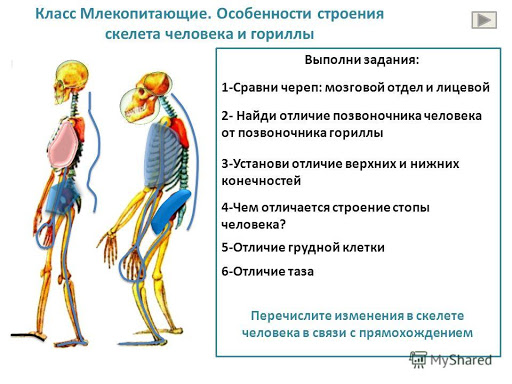 Класс Млекопитающие. Особенности строения
скелета человека и гориллы
Выполни задания:
1-Сравни череп: мозговой отдел и лицевой
2- Найди отличие позвоночника человека
от позвоночника гориллы
3-Установи отличие верхних и нижних
конечностей
4-Чем отличается строение стопы
человека?
5-Отличие грудной клетки
6-Отличие таза
Перечислите изменения в скелете
человека в связи с прямохождением
MyShared